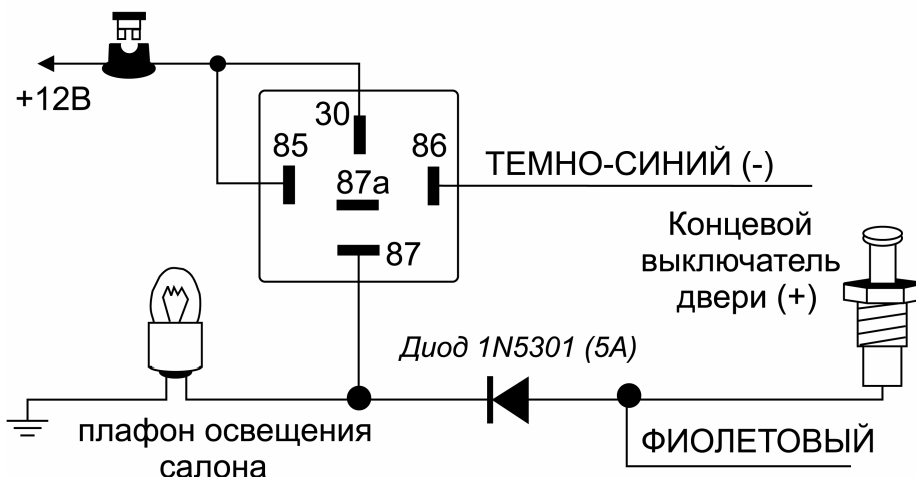 +12В
30
85
86
87а
87
ТЕМНО-СИНИЙ (-)
Концевой
выключатель
двери (+)
Диод 1N5301 (5А)
плафон освещения
салона
ФИОЛЕТОВЫЙ